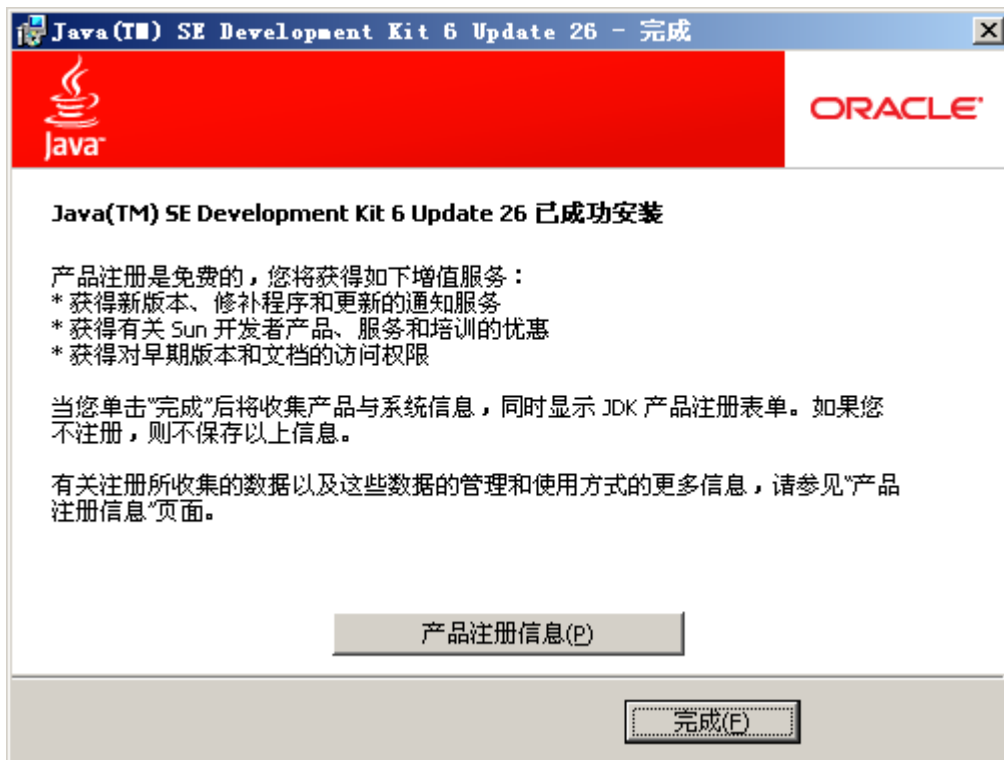 Java(TM) SE Development Kit 6 Update 26 - 完成
Java™
ORACLE®
Java(TM) SE Development Kit 6 Update 26 已成功安装
产品注册是免费的，您将获得如下增值服务：
* 获得新版本、修补程序和更新的通知服务
* 获得有关 Sun 开发者产品、服务和培训的优惠
* 获得对早期版本和文档的访问权限
当您单击“完成”后将收集产品与系统信息，同时显示 JDK 产品注册表单。如果您
不注册，则不保存以上信息。
有关注册所收集的数据以及这些数据的管理和使用方式的更多信息，请参见“产品
注册信息”页面。
产品注册信息(P)
完成(F)